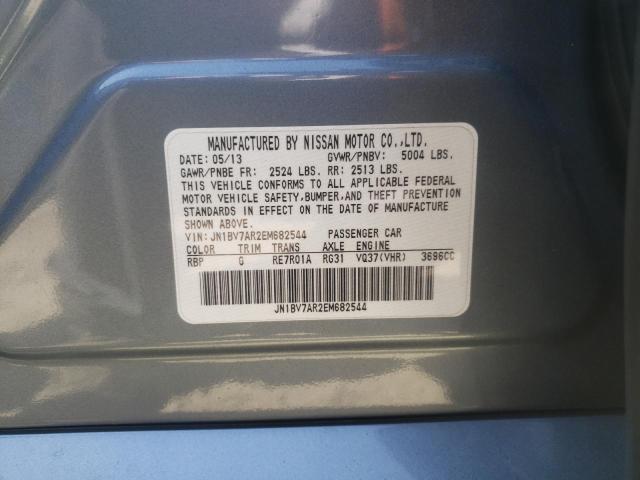 MANUFACTURED BY NISSAN MOTOR CO.,LTD.
DATE: 05/13 GVWR/PNBV: 5004 LBS.
GAWR/PNBE FR: 2524 LBS. RR: 2513 LBS.
THIS VEHICLE CONFORMS TO ALL APPLICABLE FEDERAL
MOTOR VEHICLE SAFETY,BUMPER,AND THEFT PREVENTION
STANDARDS IN EFFECT ON THE DATE OF MANUFACTURE
SHOWN ABOVE.
VIN: JN1BV7AR2EM682544 PASSENGER CAR
COLOR TRIM TRANS AXLE ENGINE
RBP G RE7R01A RG31 VQ37(VHR) 3696CC
JN1BV7AR2EM682544